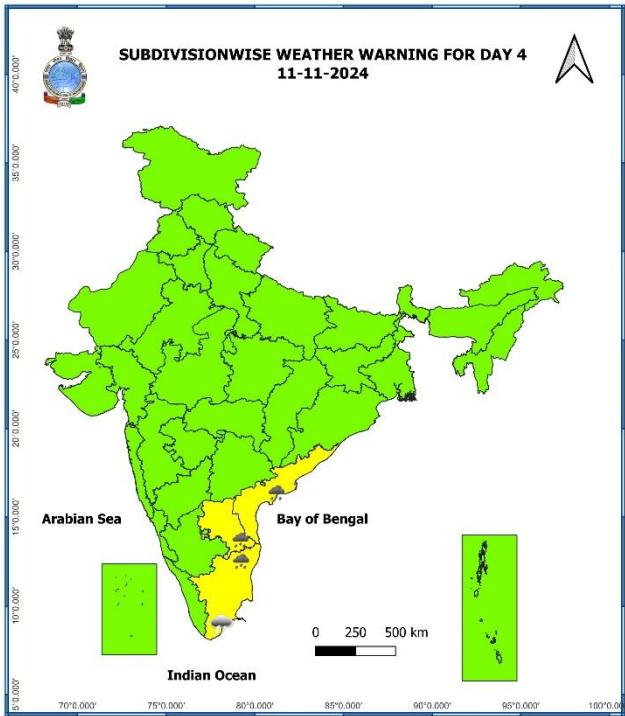 SUBDIVISIONWISE WEATHER WARNING FOR DAY 4
11-11-2024
40°0.000'
35°0.000'
30°0.000'
25°0.000'
20°0.000'
15°0.000'
10°0.000'
5°0.000'
Arabian Sea
Bay of Bengal
0 250 500 km
Indian Ocean
70°0.000' 75°0.000' 80°0.000' 85°0.000' 90°0.000' 95°0.000' 100°0.000'